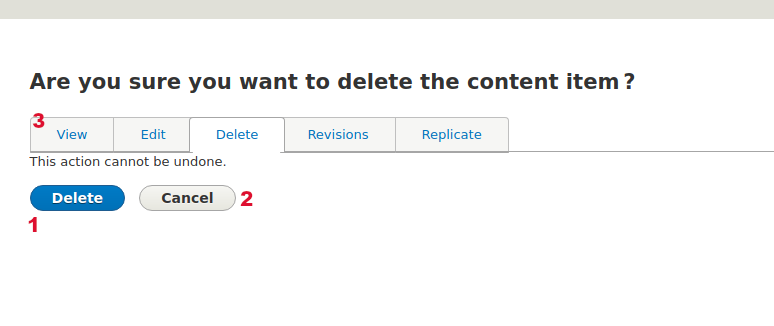 Are you sure you want to delete the content item ?
3 View Edit Delete Revisions Replicate
This action cannot be undone.
Delete Cancel 2
1